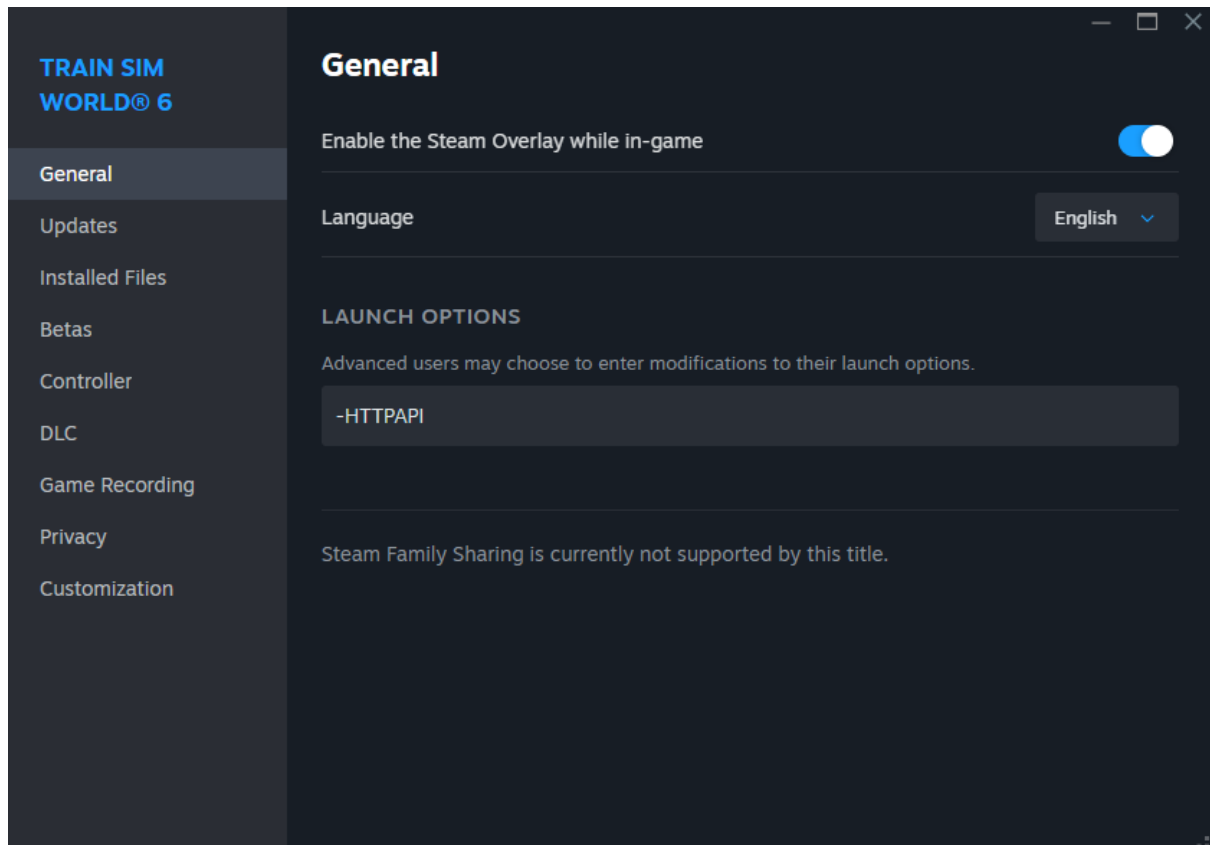 TRAIN SIM
WORLD® 6
General
Updates
Installed Files
Betas
Controller
DLC
Game Recording
Privacy
Customization
General
Enable the Steam Overlay while in-game
Language
English
LAUNCH OPTIONS
Advanced users may choose to enter modifications to their launch options.
-HTTPAPI
Steam Family Sharing is currently not supported by this title.